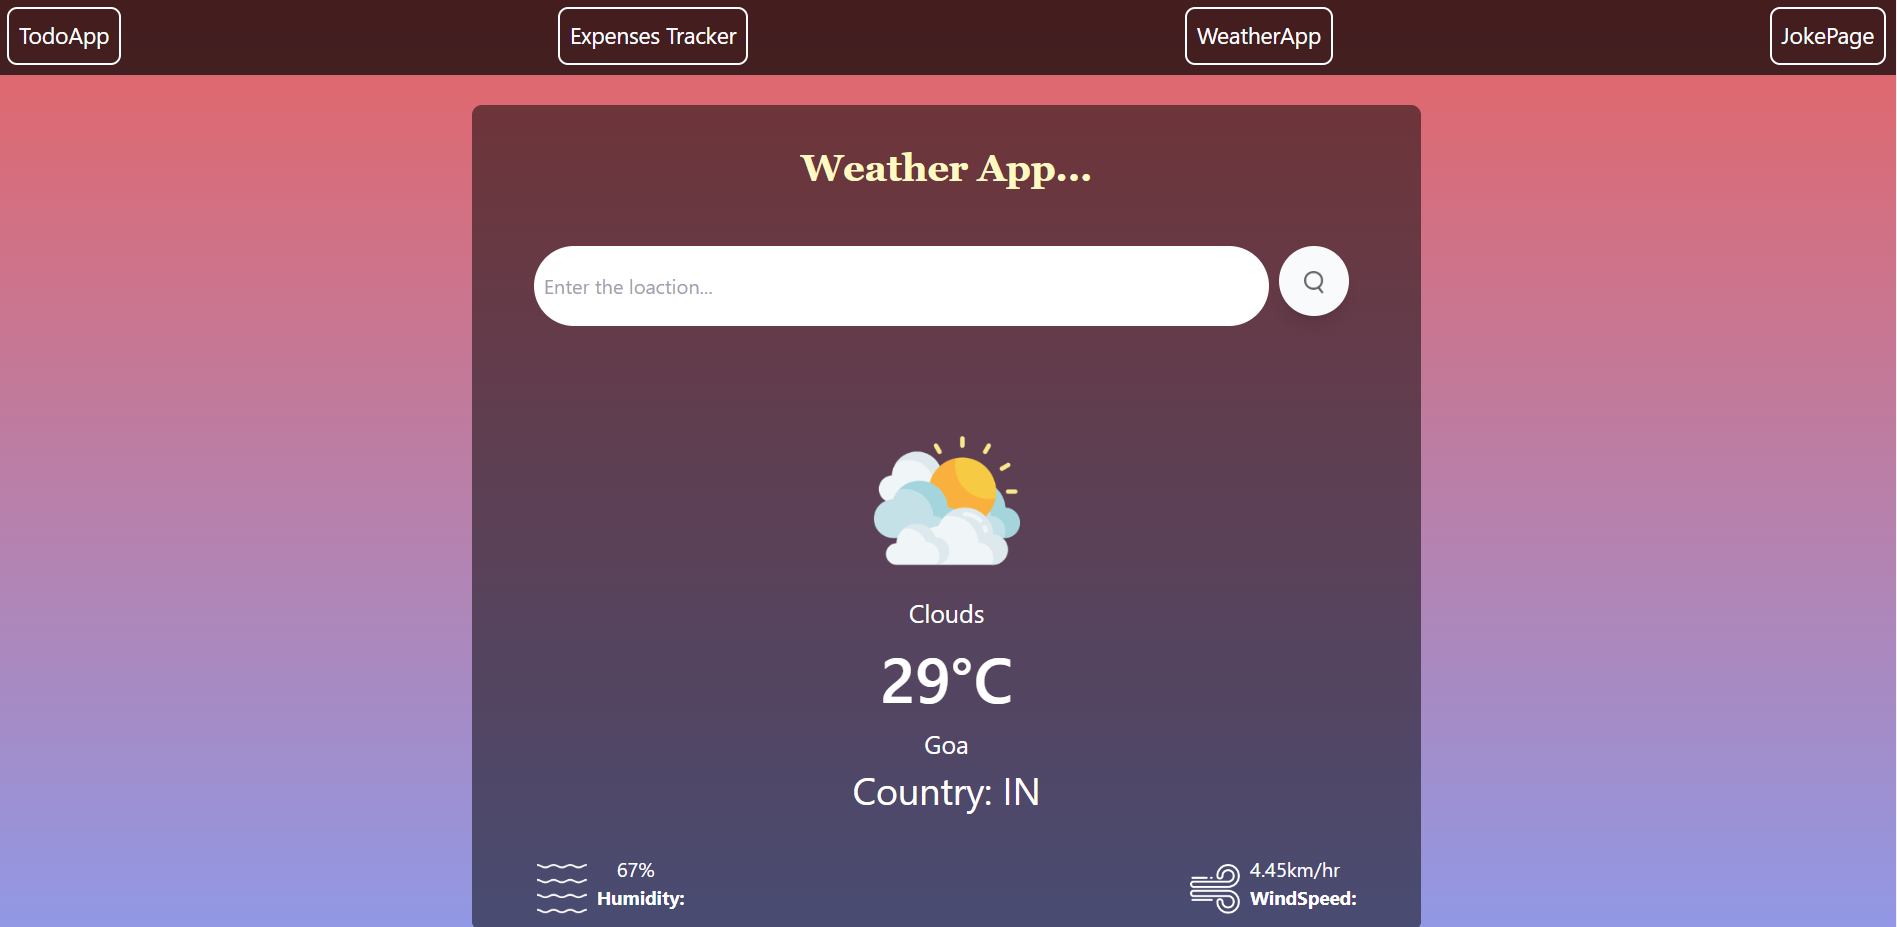 TodoApp
Expenses Tracker
WeatherApp
JokePage
Weather App...
Enter the loaction...
Clouds
29°C
Goa
Country: IN
67%
Humidity:
4.45km/hr
WindSpeed: